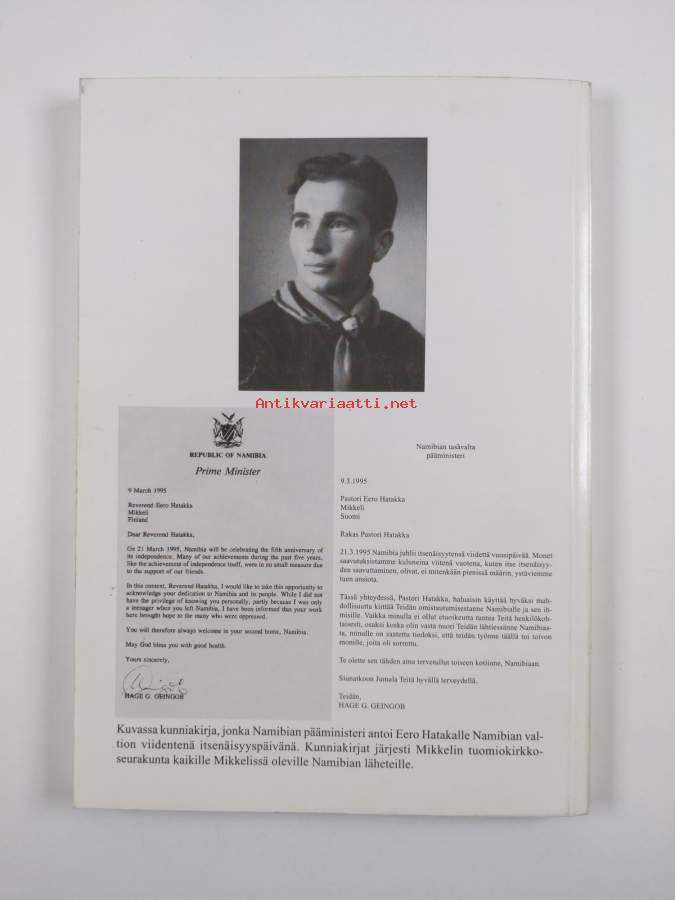 Antikvariaatti.net
REPUBLIC OF NAMIBIA
Prime Minister
9 March 1995
Reverend Eero Hatakka
Mikkeli
Finland
Dear Reverend Hatakka,
On 21 March 1995, Namibia will be celebrating the fifth anniversary of
its independence. Many of our achievements during the past five years,
like the achievement of independence itself, were in no small measure due
to the support of our friends.
In this context, Reverend Hatakka, I would like to take this opportunity to
acknowledge your dedication to Namibia and its people. While I did not
have the privilege of knowing you personally, partly because I was only
a teenager when you left Namibia, I have been informed that your work
here brought hope to the many who were oppressed.
You will therefore always be welcome in your second home, Namibia.
May God bless you with good health.
Yours sincerely,
HAGE G. GEINGOB
Namibian tasavalta
pääministeri
9.3.1995
Pastori Eero Hatakka
Mikkeli
Suomi
Rakas Pastori Hatakka
21.3.1995 Namibia juhlii itsenäisyytensä viidettä vuosipäivää. Monet
saavutuksistamme kuluneina viitenä vuotena, kuten itse itsenäisyy-
den saavuttaminen, olivat, ei mitenkään pienissä määrin, ystäviemme
tuen ansiota.
Tässä yhteydessä, Pastori Hatakka, haluaisin käyttää hyväksi mah-
dollisuutta kiittää Teidän omistautumisestanne Namibialle ja sen ih-
misille. Vaikka minulla ei ollut etuoikeutta tuntea Teitä henkilökoh-
taisesti, osaksi koska olin vasta nuori Teidän lähtiessänne Namibias-
ta, minulle on saatettu tiedoksi, että teidän työnne täällä toi toivon
monille, joita oli sorrettu.
Te olette sen tähden aina tervetullut toiseen kotiinne, Namibiaan.
Siunatkoon Jumala Teitä hyvällä terveydellä.
Teidän,
HAGE G. GEINGOB
Kuvassa kunniakirja, jonka Namibian pääministeri antoi Eero Hatakalle Namibian val-
tion viidentenä itsenäisyyspäivänä. Kunniakirjat järjesti Mikkelin tuomiokirkko-
seurakunta kaikille Mikkelissä oleville Namibian läheteille.